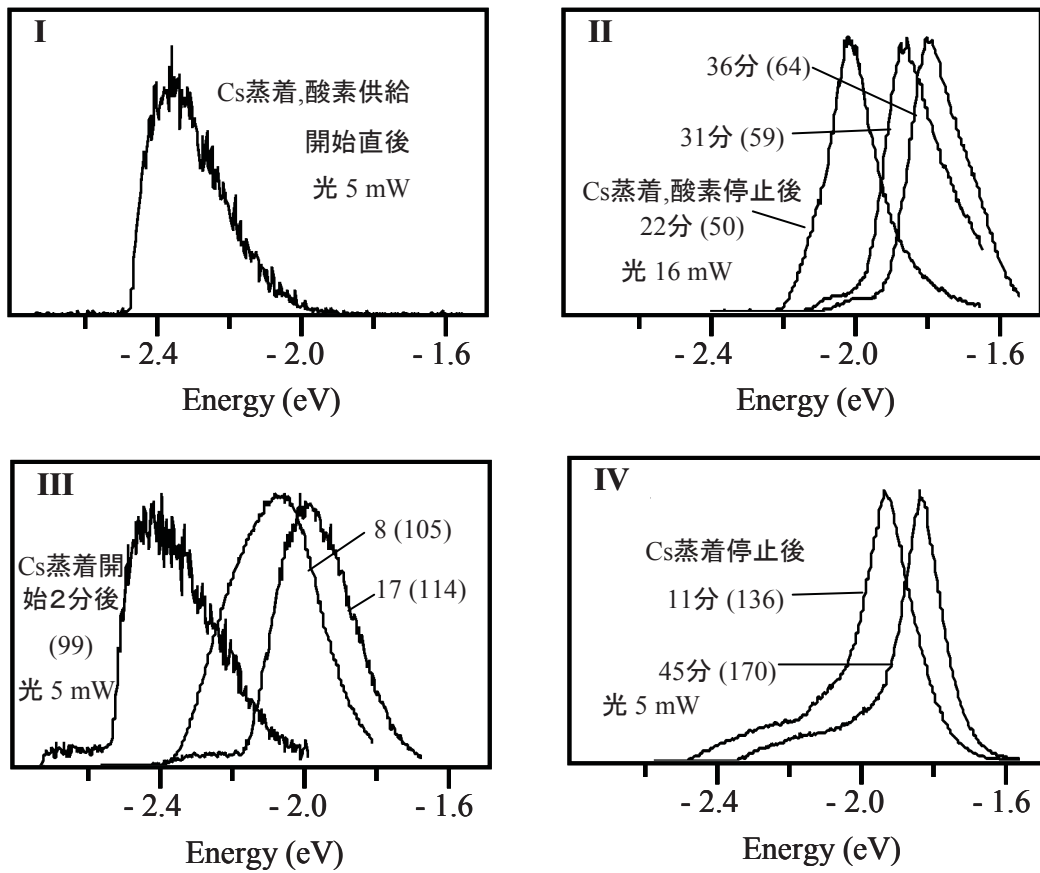 I
Cs蒸着,酸素供給
開始直後
光 5 mW
- 2.4
- 2.0
- 1.6
Energy (eV)
II
36分 (64)
31分 (59)
Cs蒸着,酸素停止後
22分 (50)
光 16 mW
- 2.4
- 2.0
- 1.6
Energy (eV)
III
Cs蒸着開
始2分後
(99)
光 5 mW
8 (105)
17 (114)
- 2.4
- 2.0
- 1.6
Energy (eV)
IV
Cs蒸着停止後
11分 (136)
45分 (170)
光 5 mW
- 2.4
- 2.0
- 1.6
Energy (eV)